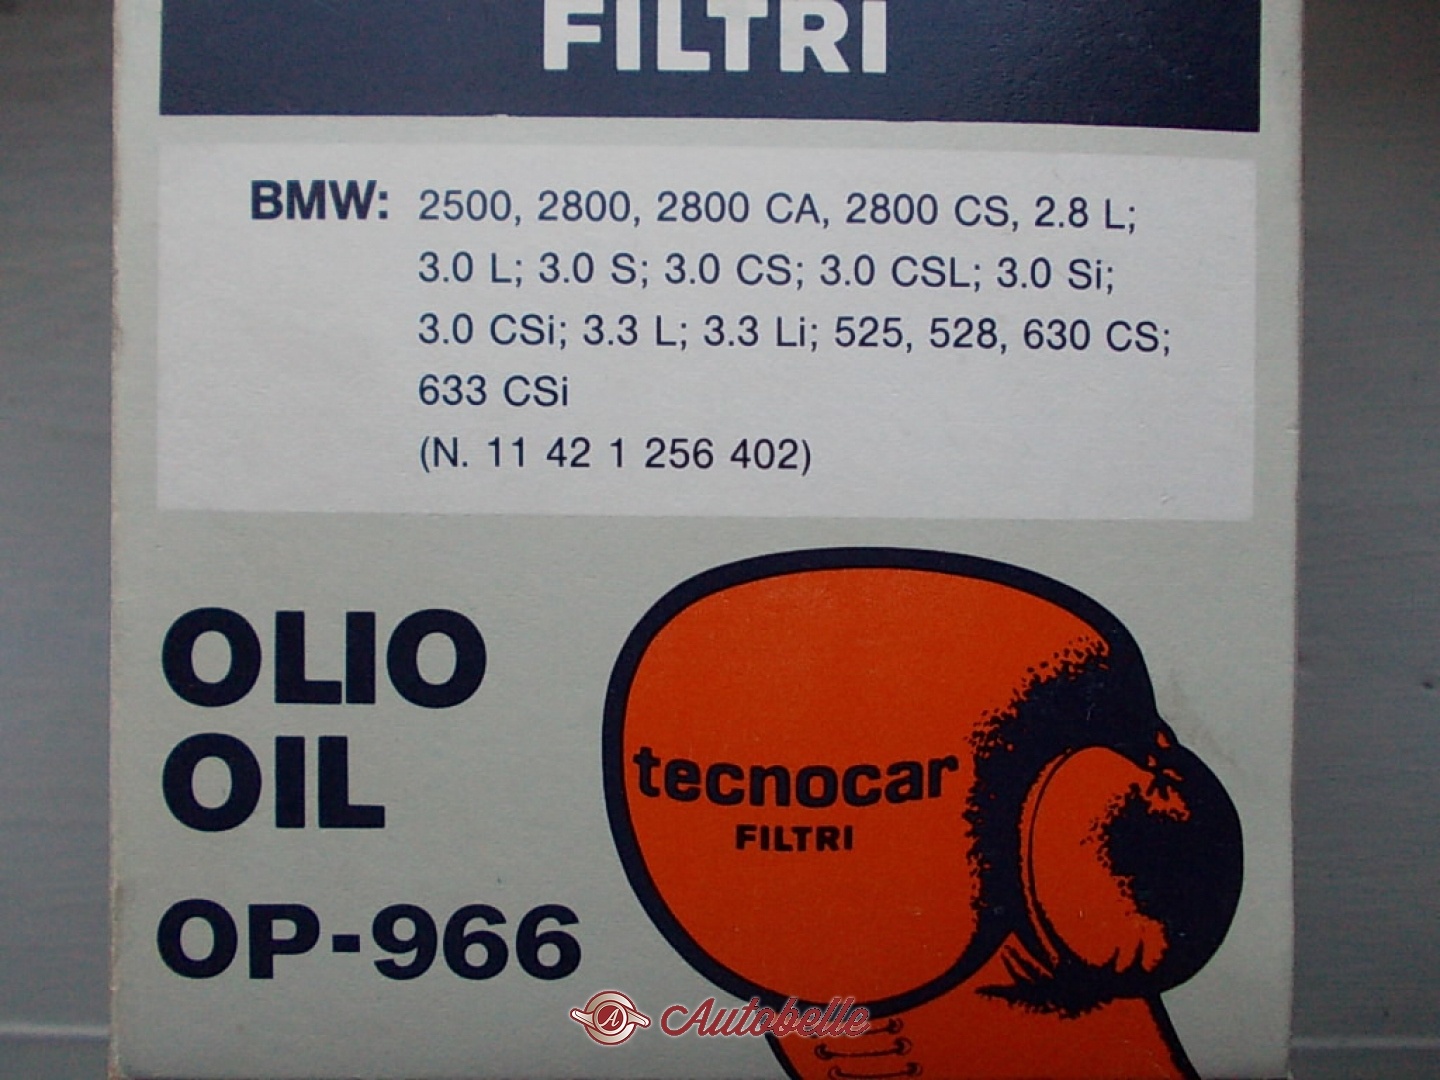 FILTRI
BMW: 2500, 2800, 2800 CA, 2800 CS, 2.8 L;
3.0 L; 3.0 S; 3.0 CS; 3.0 CSL; 3.0 Si;
3.0 CSi; 3.3 L; 3.3 Li; 525, 528, 630 CS;
633 CSi
(N. 11 42 1 256 402)
OLIO
OIL
OP-966
tecnocar
FILTRI
A Autobelle